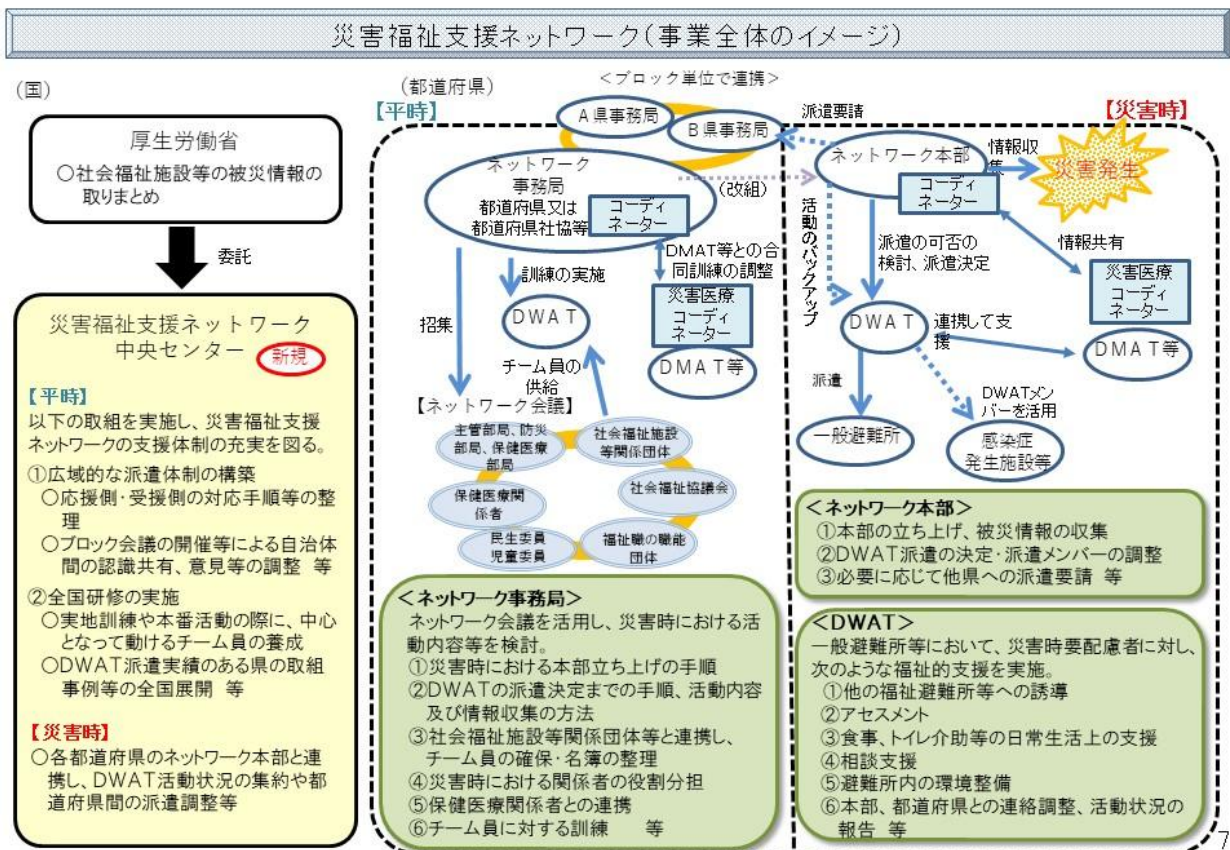 災害福祉支援ネットワーク(事業全体のイメージ)
(国)
厚生労働省
○社会福祉施設等の被災情報の
取りまとめ
委託
災害福祉支援ネットワーク
中央センター
新規
【平時】
以下の取組を実施し、災害福祉支援
ネットワークの支援体制の充実を図る。
①広域的な派遣体制の構築
○応援側・受援側の対応手順等の整
理
○ブロック会議の開催等による自治体
間の認識共有、意見等の調整 等
②全国研修の実施
○実地訓練や本番活動の際に、中心
となって動けるチーム員の養成
○DWAT派遣実績のある県の取組
事例等の全国展開 等
【災害時】
○各都道府県のネットワーク本部と連
携し、DWAT活動状況の集約や都
道府県間の派遣調整等
(都道府県)
<ブロック単位で連携>
【平時】
A県事務局
B県事務局
ネットワーク
事務局
都道府県又は
都道府県社協等
コーディ
ネーター
(改組)
訓練の実施
DMAT等との合
同訓練の調整
招集
DWAT
災害医療
コーディ
ネーター
DMAT等
チーム員の
供給
【ネットワーク会議】
主管部局、防災
部局、保健医療
部局
社会福祉施設
等関係団体
保健医療関
係者
社会福祉協議会
民生委員
児童委員
福祉職の職能
団体
<ネットワーク事務局>
ネットワーク会議を活用し、災害時における活
動内容等を検討。
①災害時における本部立ち上げの手順
②DWATの派遣決定までの手順、活動内容
及び情報収集の方法
③社会福祉施設等関係団体等と連携し、
チーム員の確保・名簿の整理
④災害時における関係者の役割分担
⑤保健医療関係者との連携
⑥チーム員に対する訓練 等
派遣要請
【災害時】
ネットワーク本部
コーディ
ネーター
情報収
集
災害発生
活動のバックアップ
派遣の可否の
検討、派遣決定
情報共有
災害医療
コーディ
ネーター
DWAT
連携して支
援
DMAT等
派遣
DWATメン
バーを活用
一般避難所
感染症
発生施設等
<ネットワーク本部>
①本部の立ち上げ、被災情報の収集
②DWAT派遣の決定・派遣メンバーの調整
③必要に応じて他県への派遣要請 等
<DWAT>
一般避難所等において、災害時要配慮者に対し、
次のような福祉的支援を実施。
①他の福祉避難所等への誘導
②アセスメント
③食事、トイレ介助等の日常生活上の支援
④相談支援
⑤避難所内の環境整備
⑥本部、都道府県との連絡調整、活動状況の
報告 等
7